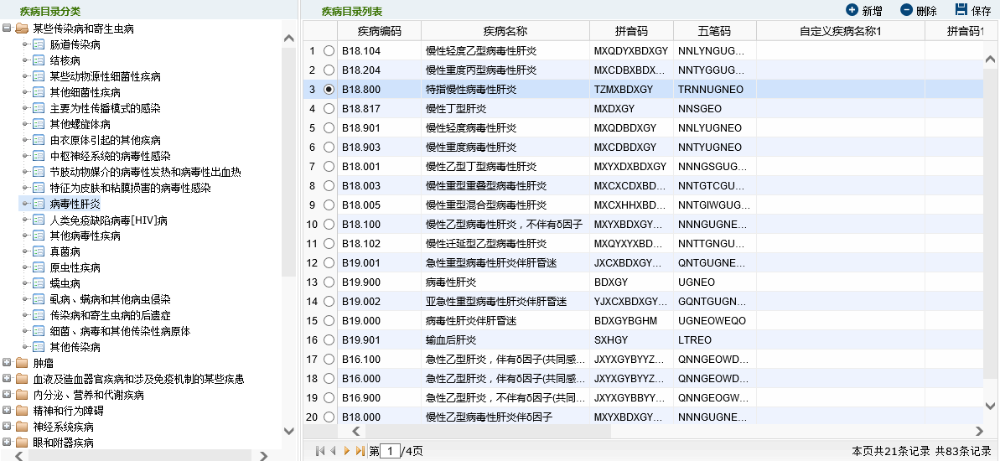 疾病目录分类
某些传染病和寄生虫病
肠道传染病
结核病
某些动物源性细菌性疾病
其他细菌性疾病
主要为性传播模式的感染
其他螺旋体病
由衣原体引起的其他疾病
中枢神经系统的病毒性感染
节肢动物媒介的病毒性发热和病毒性出血热
特征为皮肤和粘膜损害的病毒性感染
病毒性肝炎
人类免疫缺陷病毒[HIV]病
其他病毒性疾病
真菌病
原虫性疾病
蠕虫病
虱病、螨病和其他病虫侵染
传染病和寄生虫病的后遗症
细菌、病毒和其他传染性病原体
其他传染病
肿瘤
血液及造血器官疾病和涉及免疫机制的某些疾患
内分泌、营养和代谢疾病
精神和行为障碍
神经系统疾病
眼和附器疾病
疾病目录列表 新增 删除 保存
疾病编码 疾病名称 拼音码 五笔码 自定义疾病名称1 拼音码1
1 B18.104 慢性轻度乙型病毒性肝炎 MXQDYXBDXGY NNLYNGUG...
2 B18.204 慢性重度丙型病毒性肝炎 MXCDBXBDX... NNTYGGUG...
3 B18.800 特指慢性病毒性肝炎 TZMXBDXGY TRNNUGNEO
4 B18.817 慢性丁型肝炎 MXDXGY NNSGEO
5 B18.901 慢性轻度病毒性肝炎 MXQDBDXGY NNLYUGNEO
6 B18.903 慢性重度病毒性肝炎 MXCDBDXGY NNTYUGNEO
7 B18.001 慢性乙型丁型病毒性肝炎 MXYXDXBDXGY NNNGSGUG...
8 B18.003 慢性重型重叠型病毒性肝炎 MXCXCDXBD... NNTGTCGU...
9 B18.005 慢性重型混合型病毒性肝炎 MXCXHHXBD... NNTGIWGUG...
10 B18.100 慢性乙型病毒性肝炎，不伴有δ因子 MXYXBDXGY... NNNGUGNE...
11 B18.102 慢性迁延型乙型病毒性肝炎 MXQYXYXBD... NNTTGNGU...
12 B19.001 急性重型病毒性肝炎伴肝昏迷 JXCXBDXGY... QNTGUGNE...
13 B19.900 病毒性肝炎 BDXGY UGNEO
14 B19.002 亚急性重型病毒性肝炎伴肝昏迷 YJXCXBDXGY... GQNTGUGN...
15 B19.000 病毒性肝炎伴肝昏迷 BDXGYBGHM UGNEOWEQO
16 B19.901 输血后肝炎 SXHGY LTREO
17 B16.100 急性乙型肝炎，伴有δ因子(共同感... JXYXGYBYYZ... QNNGEOWD...
18 B16.000 急性乙型肝炎，伴有δ因子(共同感... JXYXGYBYYZ... QNNGEOWD...
19 B16.900 急性乙型肝炎，不伴有δ因子(共同... JXYXGYBBYY... QNNGEOGW...
20 B18.000 慢性乙型病毒性肝炎伴δ因子 MXYXBDXGY... NNNGUGNE...
第 1 /4页 本页共21条记录 共83条记录